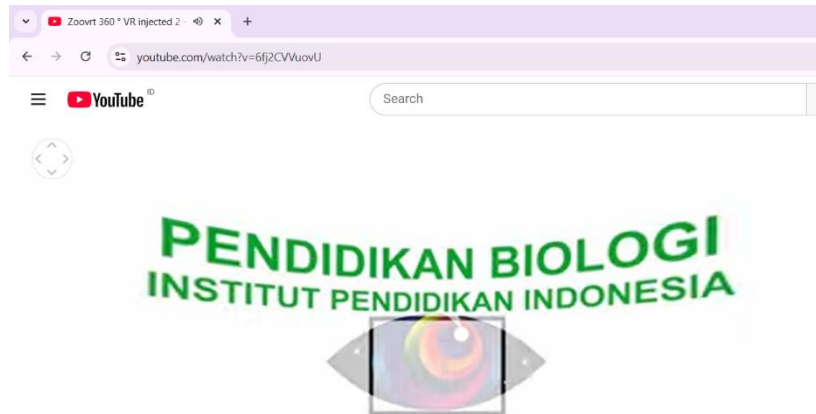 Zoovrt 360 ° VR injected 2
youtube.com/watch?v=6fj2CVVuovU
YouTube ID
Search
PENDIDIKAN BIOLOGI
INSTITUT PENDIDIKAN INDONESIA